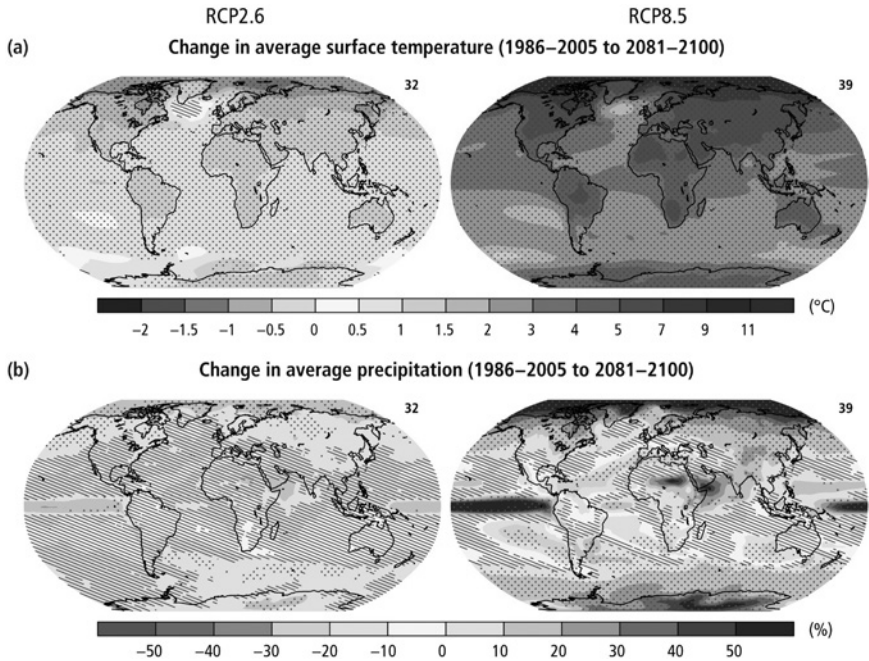 RCP2.6 RCP8.5
(a) Change in average surface temperature (1986–2005 to 2081–2100)
32 39
(°C)
−2 −1.5 −1 −0.5 0 0.5 1 1.5 2 3 4 5 7 9 11
(b) Change in average precipitation (1986–2005 to 2081–2100)
32 39
(%)
−50 −40 −30 −20 −10 0 10 20 30 40 50